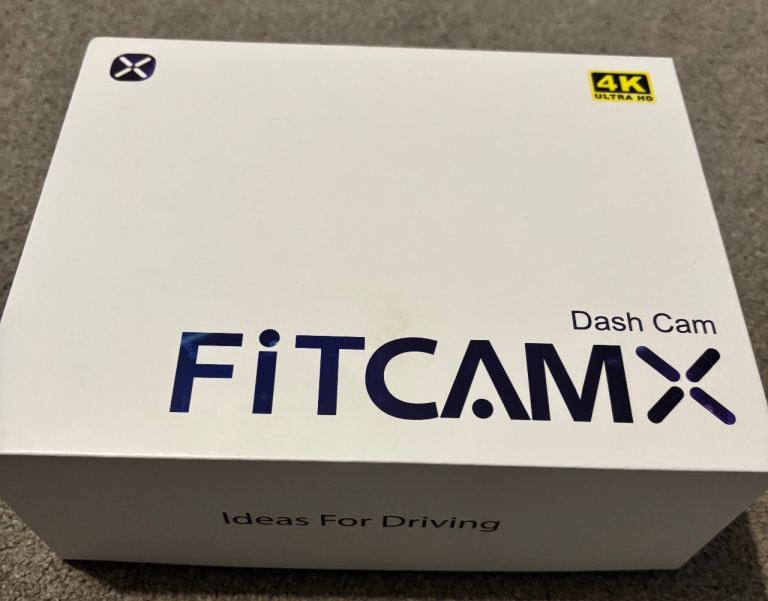 4K
ULTRA HD
Dash Cam
FiTCAMX
Ideas For Driving